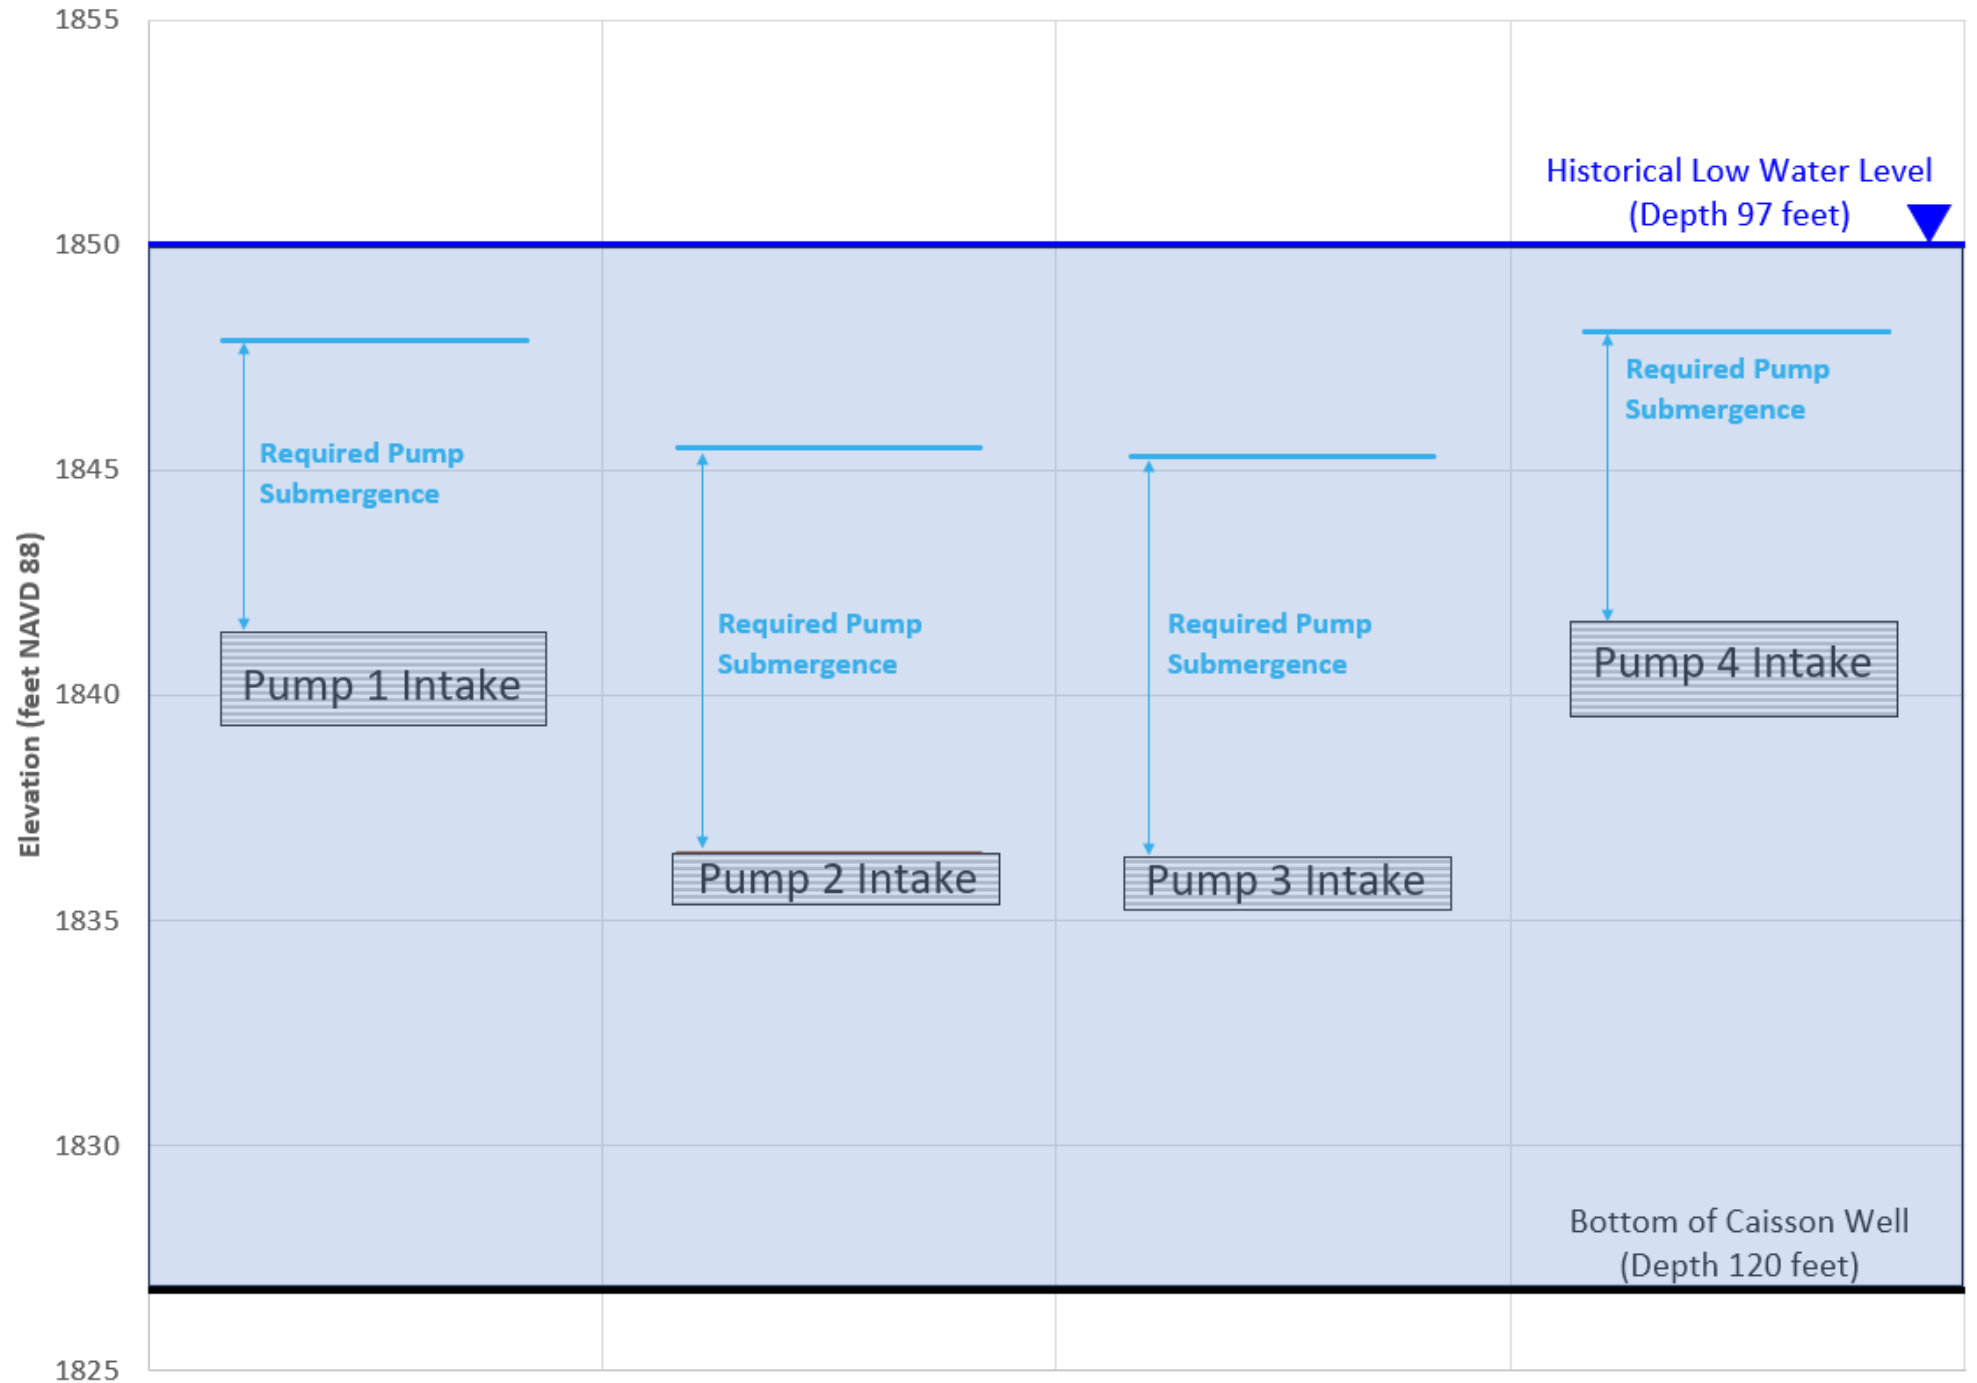 1855
Historical Low Water Level
(Depth 97 feet)
1850
Required Pump
Submergence
1845
Required Pump
Submergence
Required Pump
Submergence
Required Pump
Submergence
Elevation (feet NAVD 88)
1840
Pump 1 Intake
Pump 4 Intake
Pump 2 Intake
Pump 3 Intake
1835
1830
Bottom of Caisson Well
(Depth 120 feet)
1825